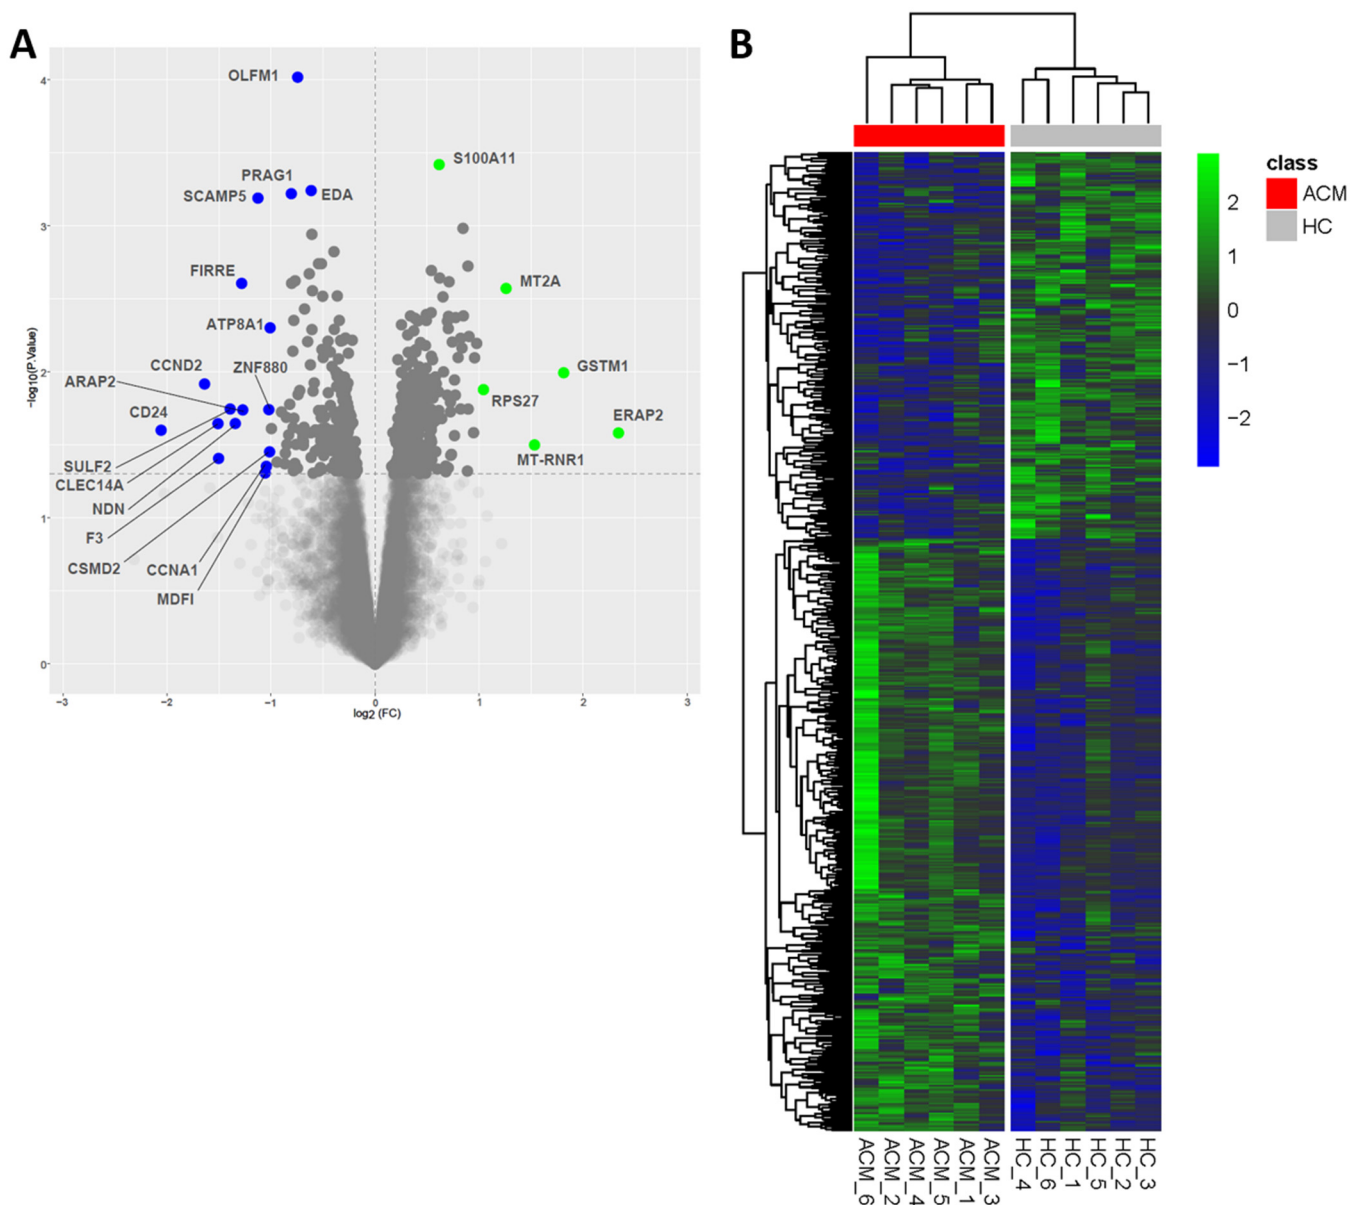 A
B
OLFM1
S100A11
PRAG1
SCAMP5
EDA
FIRRE
MT2A
ATP8A1
CCND2
ZNF880
GSTM1
ARAP2
RPS27
CD24
ERAP2
SULF2
MT-RNR1
CLEC14A
NDN
F3
CSMD2
CCNA1
MDFI
4
3
2
1
0
-log10(P.Value)
−3
−2
−1
0
1
2
3
log2 (FC)
2
1
0
−1
−2
class
ACM
HC
ACM_6
ACM_2
ACM_4
ACM_5
ACM_1
ACM_3
HC_4
HC_6
HC_1
HC_5
HC_2
HC_3